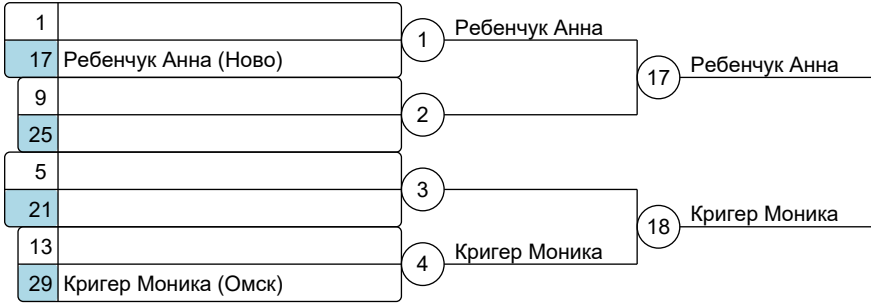 1
17 Ребенчук Анна (Ново)
1
Ребенчук Анна
17
Ребенчук Анна
9
25
2
5
21
3
18
Кригер Моника
13
29 Кригер Моника (Омск)
4
Кригер Моника